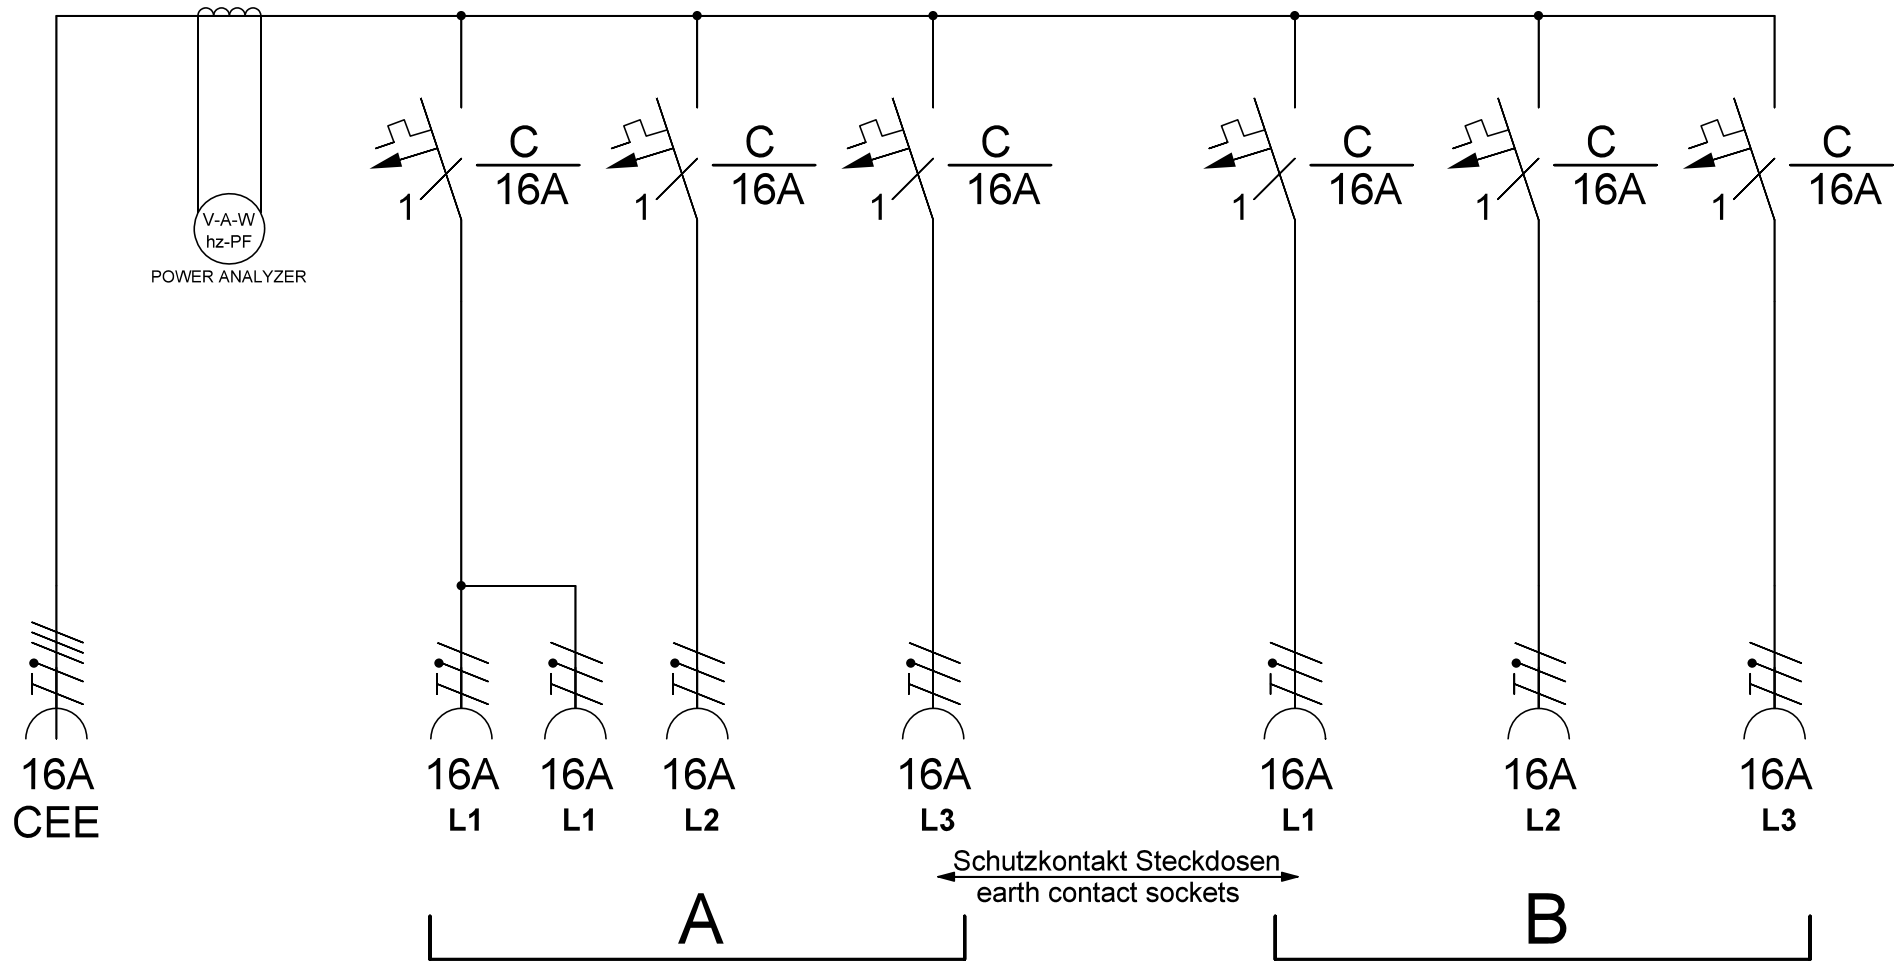 V-A-W
hz-PF
POWER ANALYZER
C
16A
1
C
16A
1
C
16A
1
C
16A
1
C
16A
1
C
16A
1
16A
CEE
16A
L1
16A
L1
16A
L2
16A
L3
16A
L1
16A
L2
16A
L3
Schutzkontakt Steckdosen
earth contact sockets
A
B